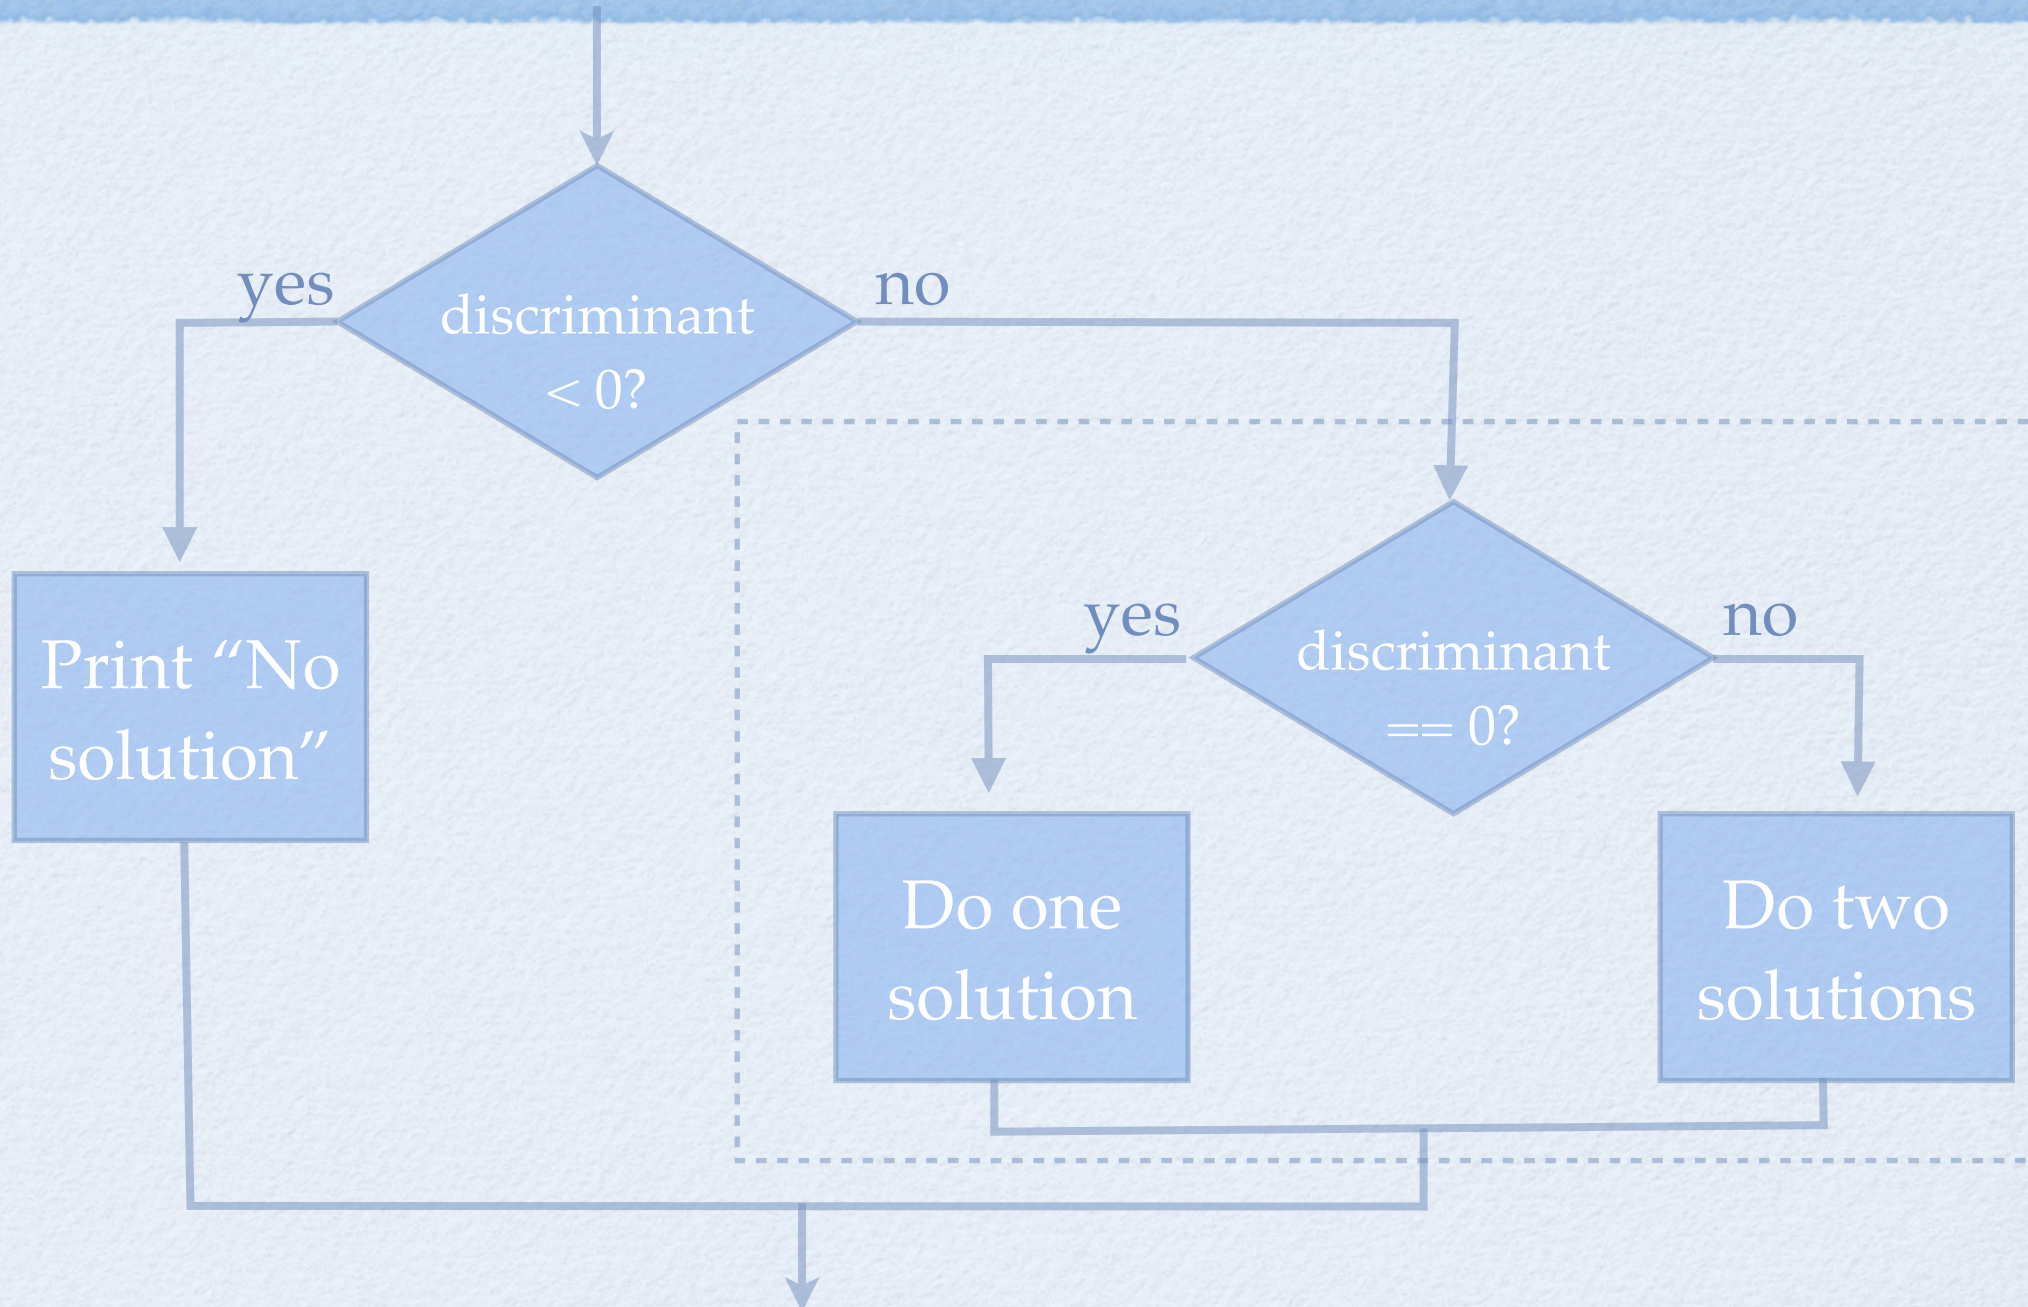 yes
no
discriminant
< 0?
yes
no
discriminant
== 0?
Print “No
solution”
Do one
solution
Do two
solutions